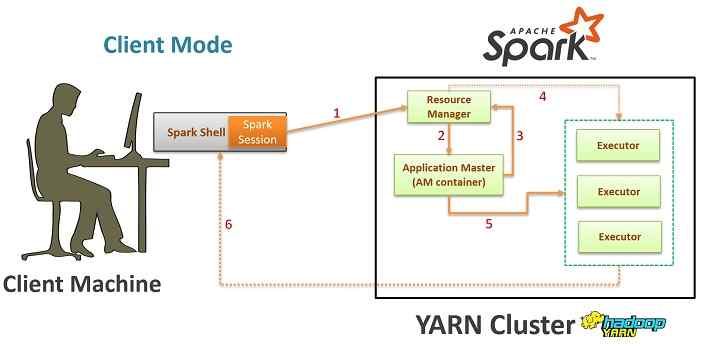 Client Mode
APACHE
Spark
TM
Spark Shell
Spark
Session
1
Resource
Manager
4
2
3
Executor
Application Master
(AM container)
Executor
5
6
Executor
Client Machine
YARN Cluster
hadoop
YARN